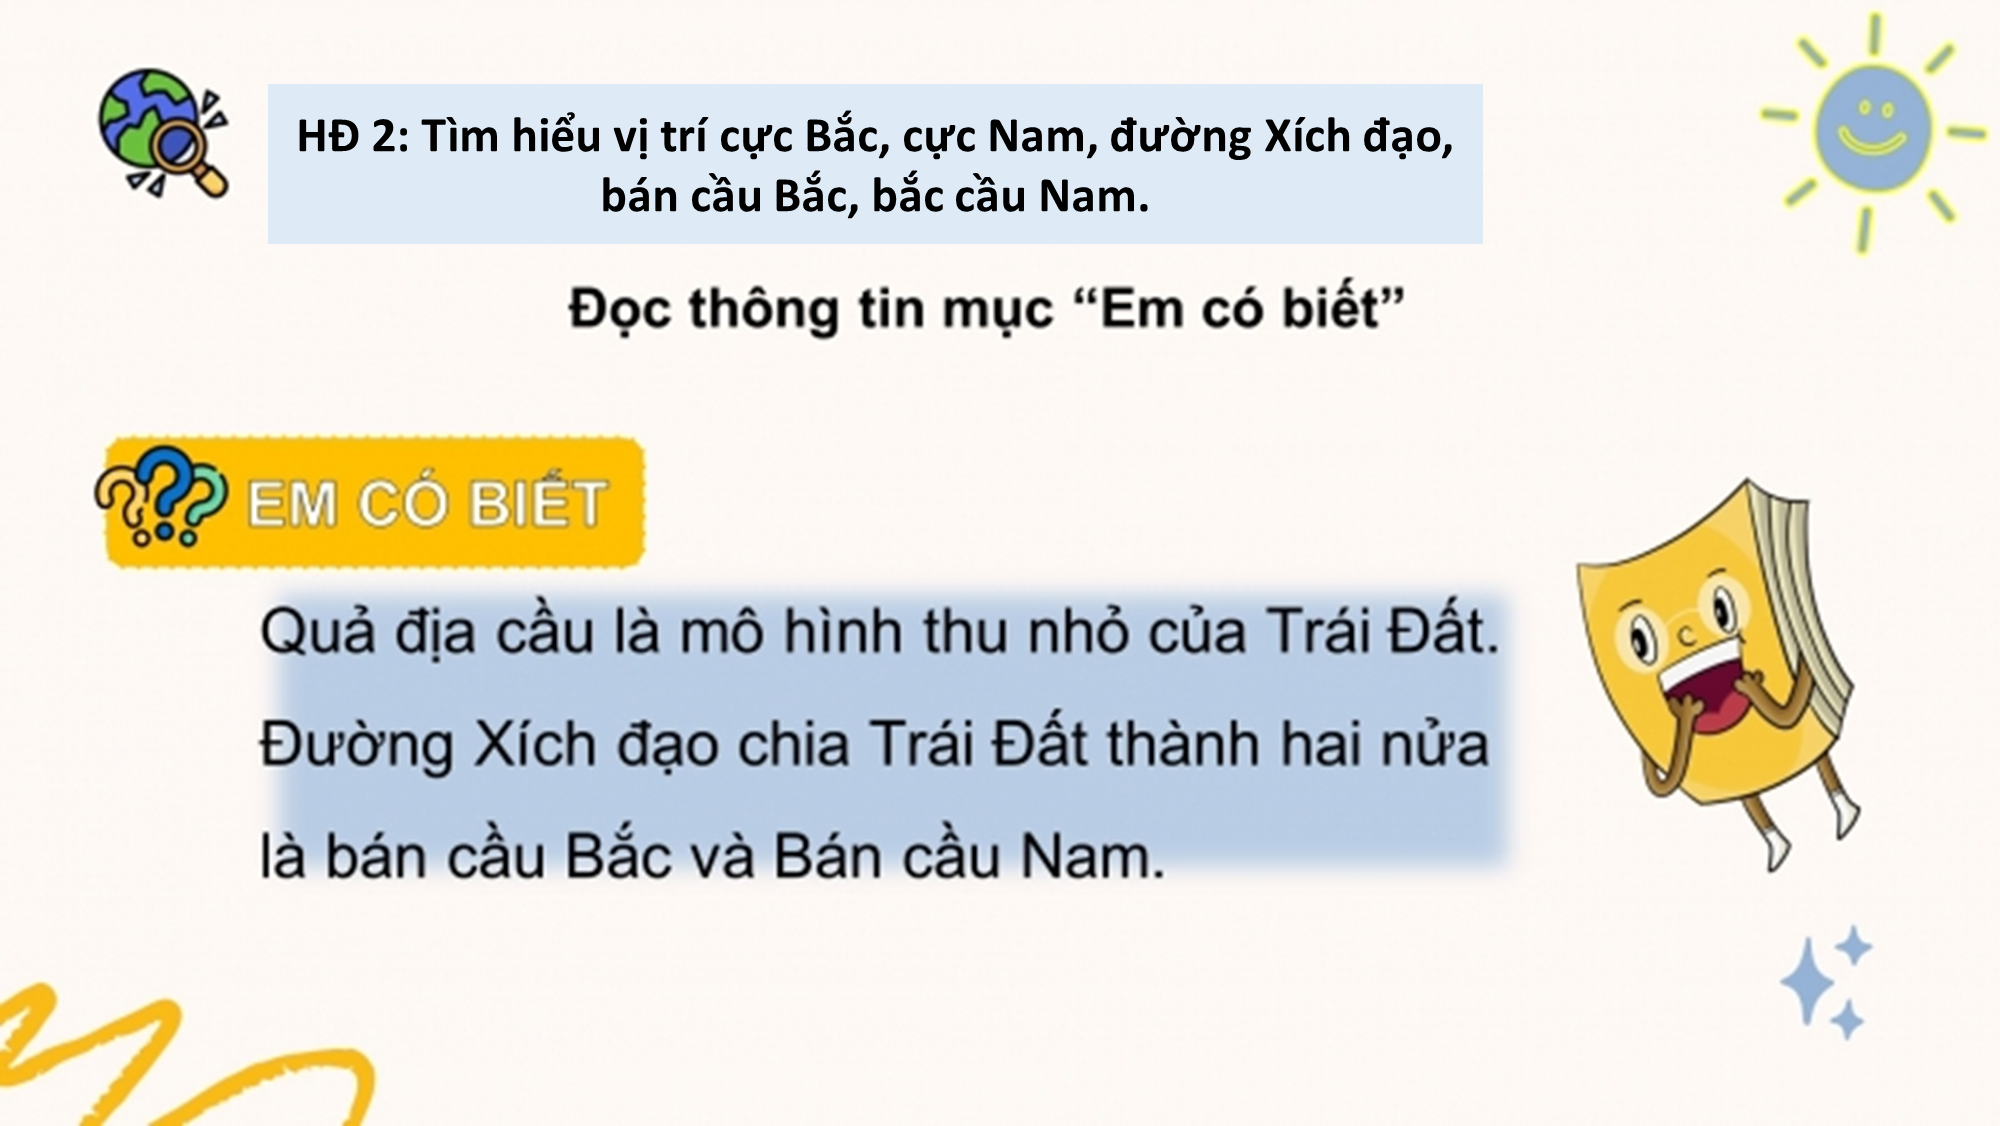 HĐ 2: Tìm hiểu vị trí cực Bắc, cực Nam, đường Xích đạo,
bán cầu Bắc, bắc cầu Nam.
Đọc thông tin mục “Em có biết”
EM CÓ BIẾT
Quả địa cầu là mô hình thu nhỏ của Trái Đất.
Đường Xích đạo chia Trái Đất thành hai nửa
là bán cầu Bắc và Bán cầu Nam.